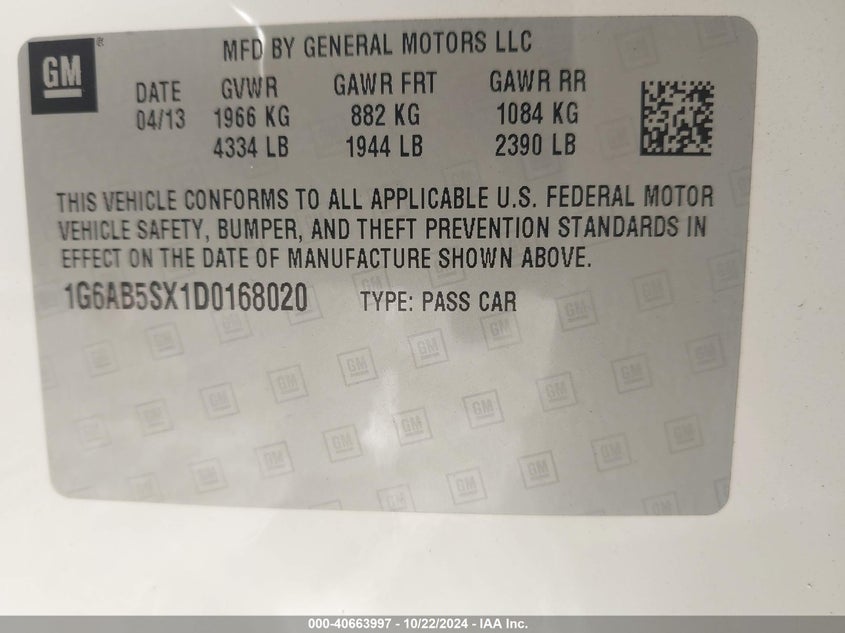 GM
MFD BY GENERAL MOTORS LLC
DATE GVWR GAWR FRT GAWR RR
04/13 1966 KG 882 KG 1084 KG
4334 LB 1944 LB 2390 LB
THIS VEHICLE CONFORMS TO ALL APPLICABLE U.S. FEDERAL MOTOR
VEHICLE SAFETY, BUMPER, AND THEFT PREVENTION STANDARDS IN
EFFECT ON THE DATE OF MANUFACTURE SHOWN ABOVE.
1G6AB5SX1D0168020 TYPE: PASS CAR
000-40663997 - 10/22/2024 - IAA Inc.